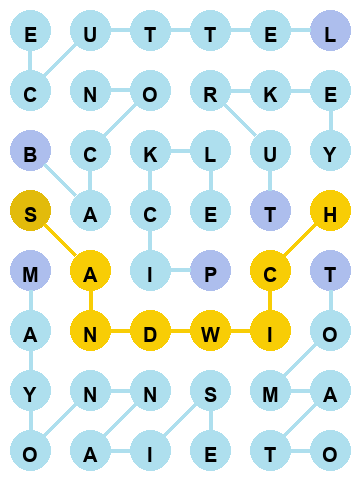 E U T T E L
C N O R K E
B C K L U Y
S A C E T H
M A I P C T
A N D W I O
Y N N S M A
O A I E T O